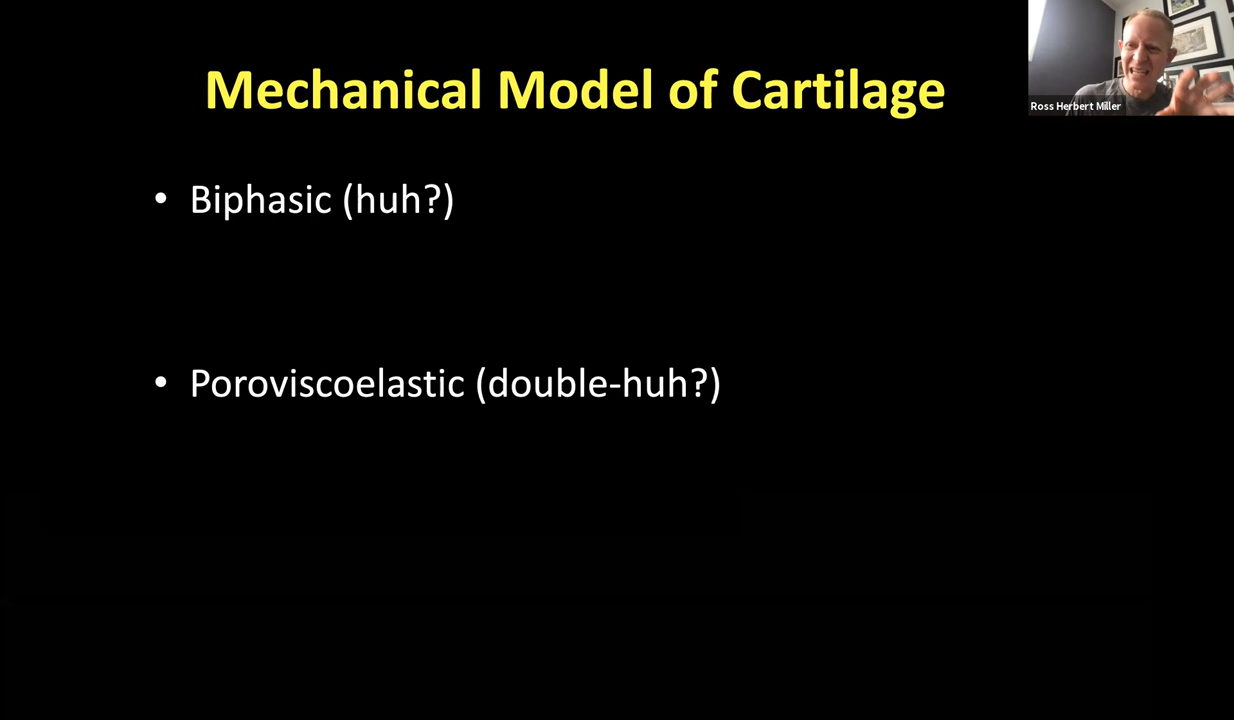 Mechanical Model of Cartilage
Ross Herbert Miller
• Biphasic (huh?)
• Poroviscoelastic (double-huh?)